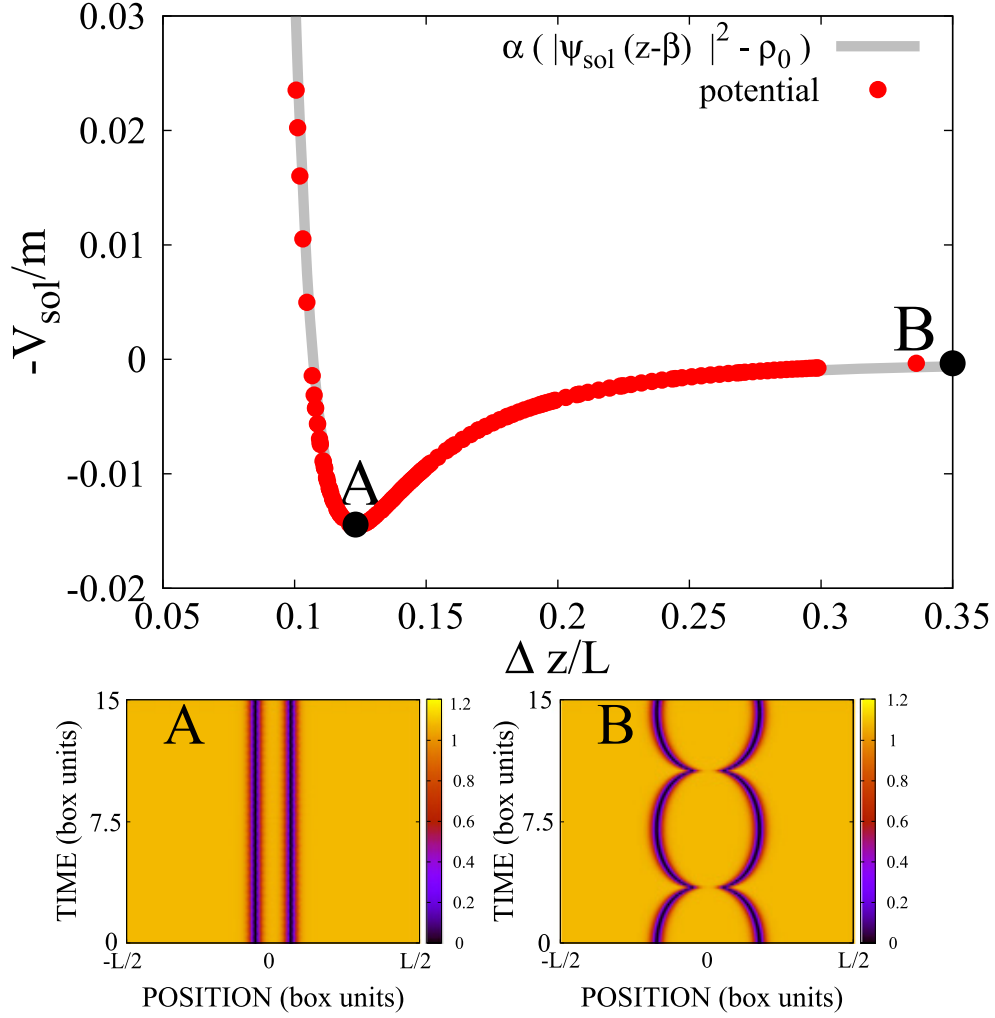 0.03
0.02
0.01
0
-0.01
-0.02
-V_sol/m
α ( |ψ_sol (z-β) |^2 - ρ_0 )
potential
A
B
0.05 0.1 0.15 0.2 0.25 0.3 0.35
Δ z/L
15
7.5
0
TIME (box units)
A
-L/2 0 L/2
POSITION (box units)
1.2
1
0.8
0.6
0.4
0.2
0
15
7.5
0
TIME (box units)
B
-L/2 0 L/2
POSITION (box units)
1.2
1
0.8
0.6
0.4
0.2
0